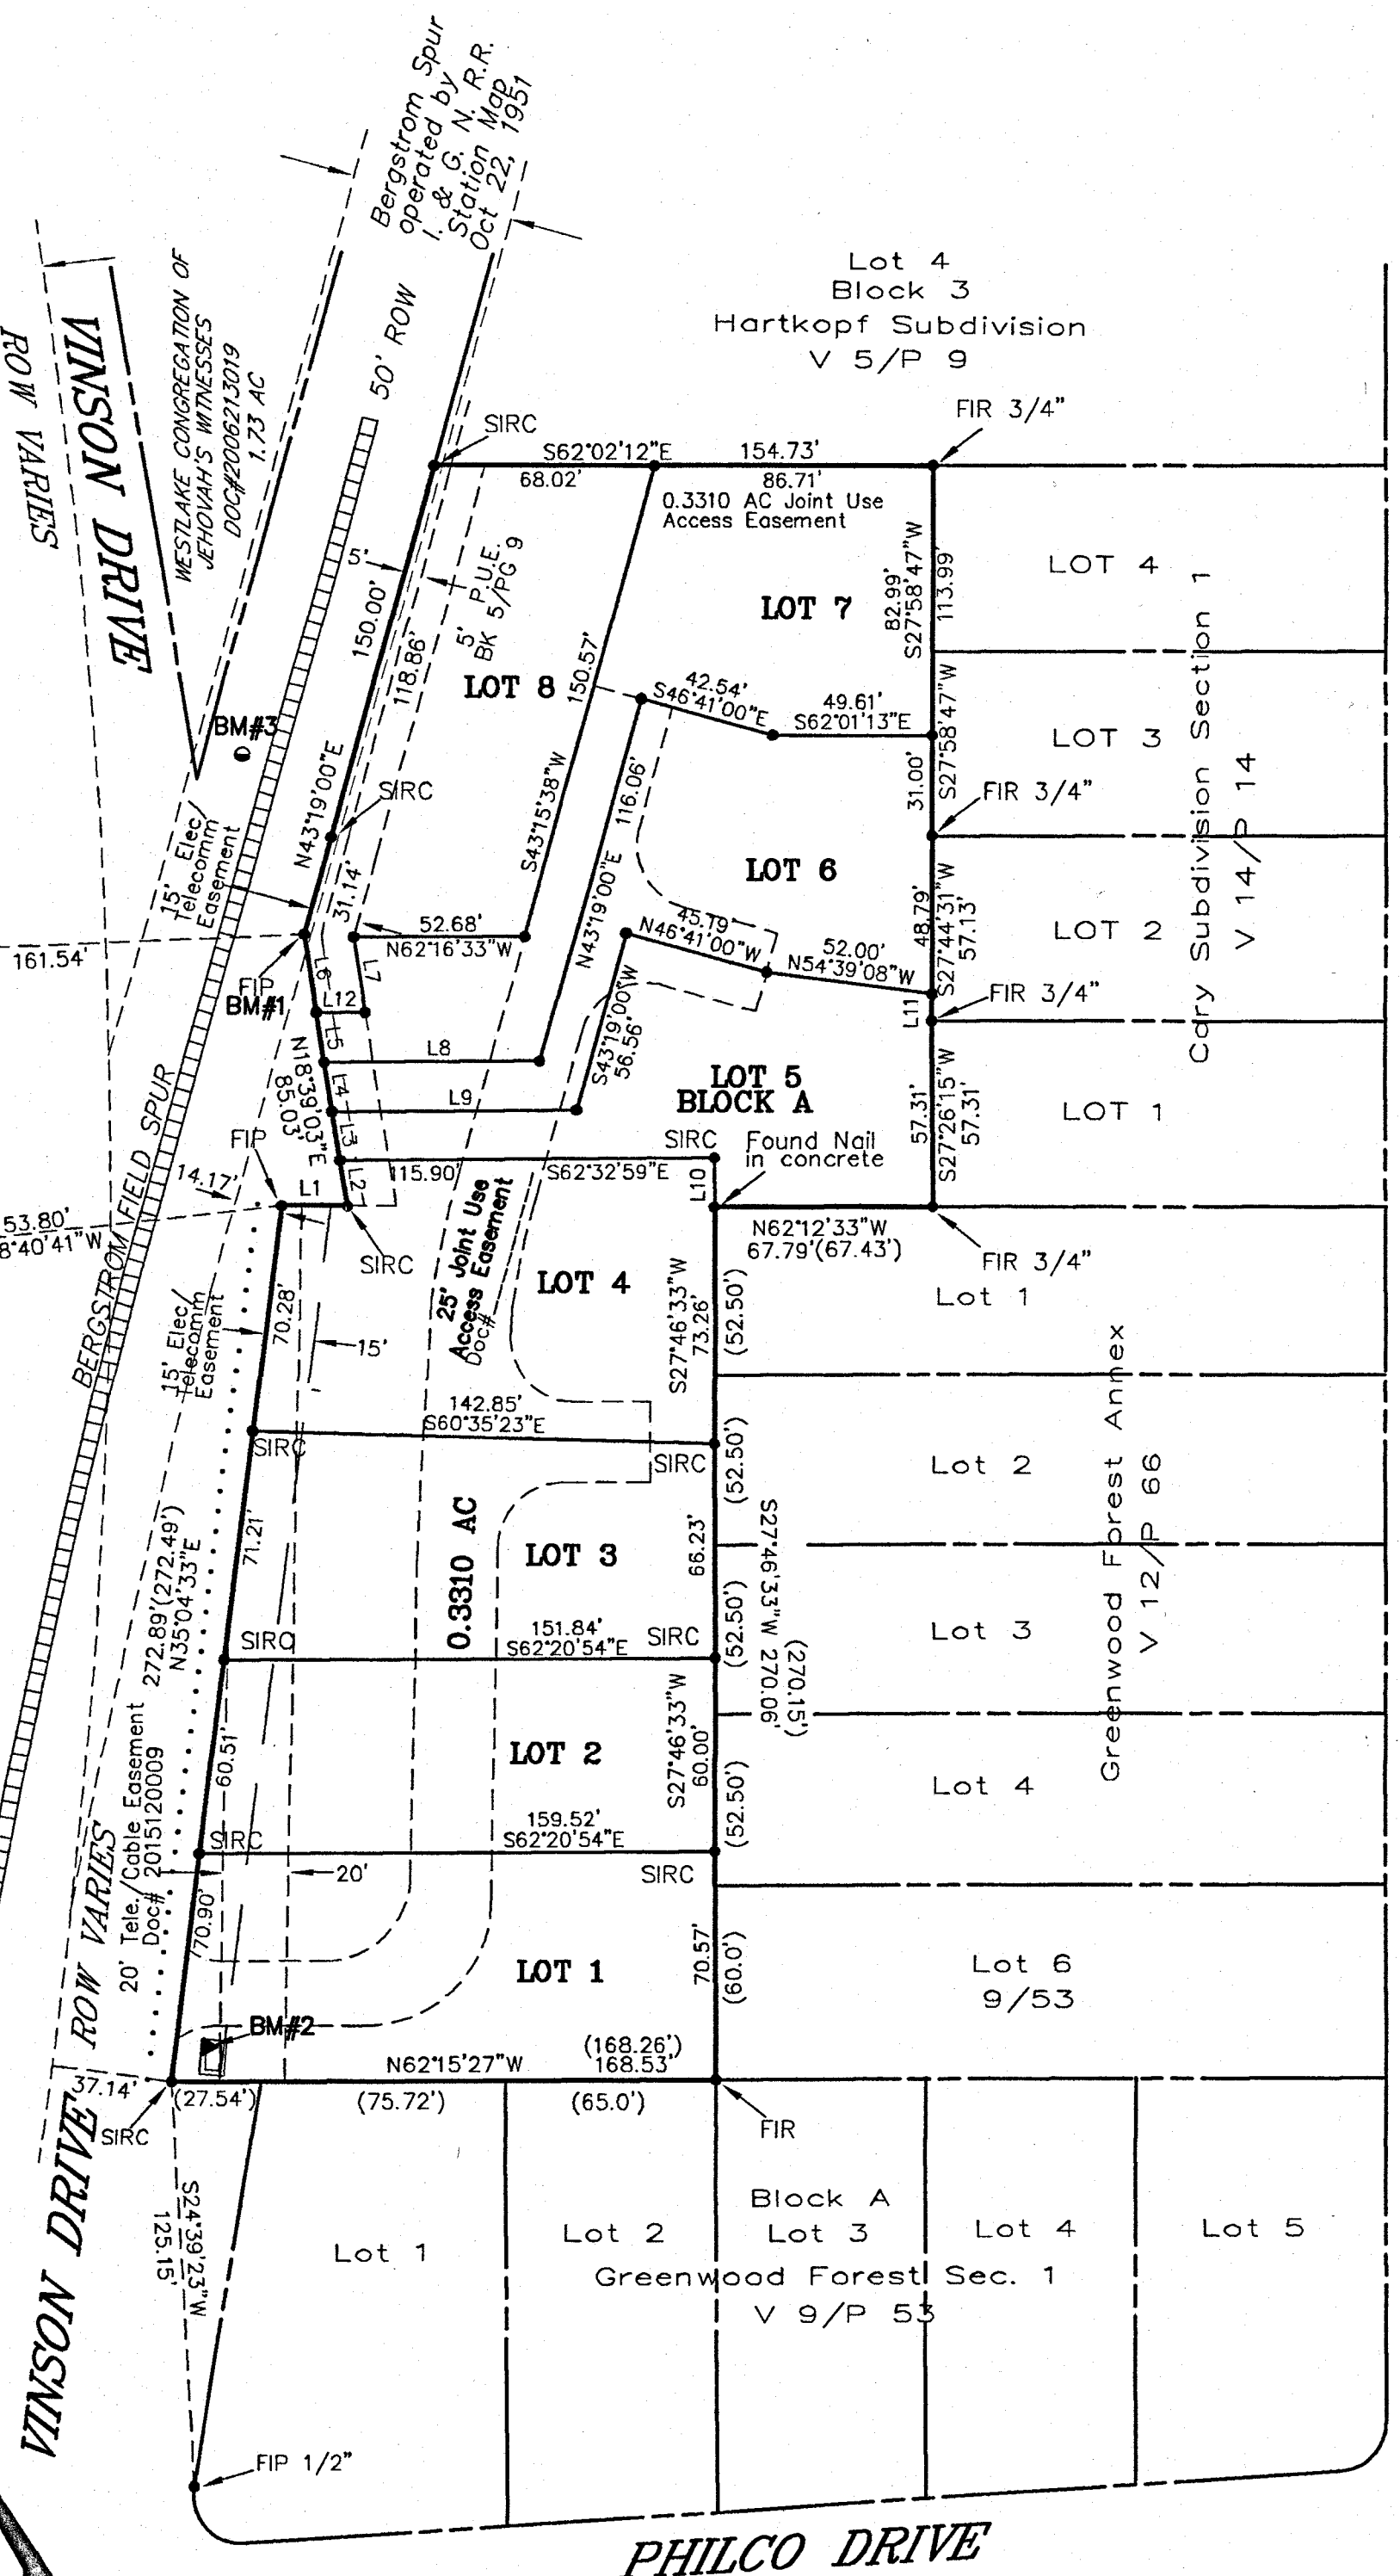 Bergstrom Spur
operated by
I. & G. N. R.R.
Station Map
Oct 22, 1951
50' ROW
Lot 4
Block 3
Hartkopf Subdivision
V 5/P 9
VINSON DRIVE
ROW VARIES
WESTLAKE CONGREGATION OF
JEHOVAH'S WITNESSES
DOC#2006213019
1.73 AC
SIRC
FIR 3/4"
S62°02'12"E
154.73'
68.02'
86.71'
0.3310 AC Joint Use
Access Easement
5'
5' P.U.E.
BK 5/PG 9
150.00'
118.86'
N43°19'00"E
LOT 7
82.99'
S27°58'47"W
113.99'
LOT 4
LOT 8
150.57'
S43°15'38"W
42.54'
S46°41'00"E
49.61'
S62°01'13"E
S27°58'47"W
31.00'
LOT 3
FIR 3/4"
Cary Subdivision Section 1
V 14/P 14
BM#3
SIRC
15' Elec/
Telecomm
Easement
31.14'
116.06'
N43°19'00"E
LOT 6
48.79'
S27°44'31"W
57.13'
LOT 2
161.54'
52.68'
N62°16'33"W
45.19'
N46°41'00"W
52.00'
N54°39'08"W
FIP
BM#1
L6
L7
L12
L11
FIR 3/4"
L5
L8
S43°19'00"W
56.56'
LOT 5
BLOCK A
N18°39'03"E
85.03'
L4
L9
57.31'
S27°26'15"W
57.31'
LOT 1
BERGSTROM FIELD SPUR
FIP
L3
SIRC
Found Nail
in concrete
14.17'
L1
L2
115.90'
S62°32'59"E
L10
53.80'
8°40'41"W
N62°12'33"W
67.79'(67.43')
FIR 3/4"
SIRC
25' Joint Use
Access Easement
Doc#
LOT 4
S27°46'33"W
73.26'
(52.50')
Lot 1
15' Elec/
Telecomm
Easement
70.28'
15'
142.85'
S60°35'23"E
SIRC
SIRC
(52.50')
Lot 2
Greenwood Forest Annex
V 12/P 66
272.89'(272.49')
N35°04'33"E
71.21'
0.3310 AC
LOT 3
66.23'
S27°46'33"W 270.06'
(270.15')
(52.50')
Lot 3
SIRC
151.84'
S62°20'54"E
SIRC
20' Tele./Cable Easement
Doc# 2015120009
60.51'
LOT 2
S27°46'33"W
60.00'
(52.50')
Lot 4
159.52'
S62°20'54"E
SIRC
SIRC
20'
ROW VARIES
70.90'
LOT 1
70.57'
(60.0')
Lot 6
9/53
BM#2
N62°15'27"W
(168.26')
168.53'
37.14'
(27.54')
(75.72')
(65.0')
SIRC
FIR
VINSON DRIVE
S24°39'23"W
125.15'
Lot 1
Lot 2
Block A
Lot 3
Lot 4
Lot 5
Greenwood Forest Sec. 1
V 9/P 53
FIP 1/2"
PHILCO DRIVE